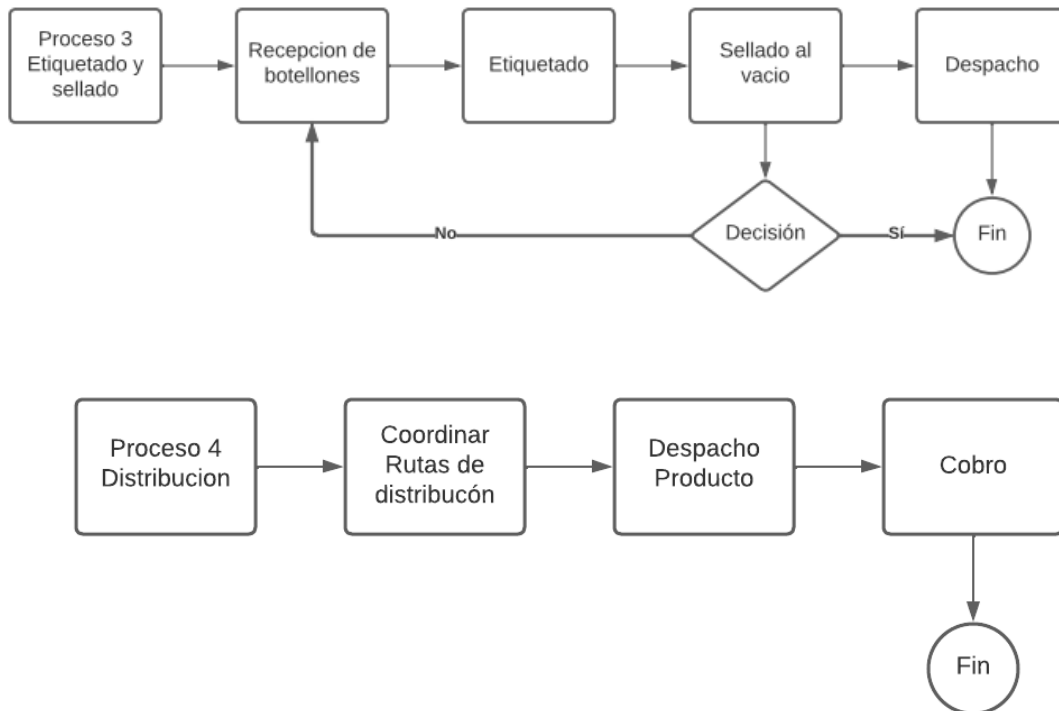 Proceso 3
Etiquetado y
sellado
Recepcion de
botellones
Etiquetado
Sellado al
vacio
Despacho
No
Decisión
Sí
Fin
Proceso 4
Distribucion
Coordinar
Rutas de
distribucón
Despacho
Producto
Cobro
Fin